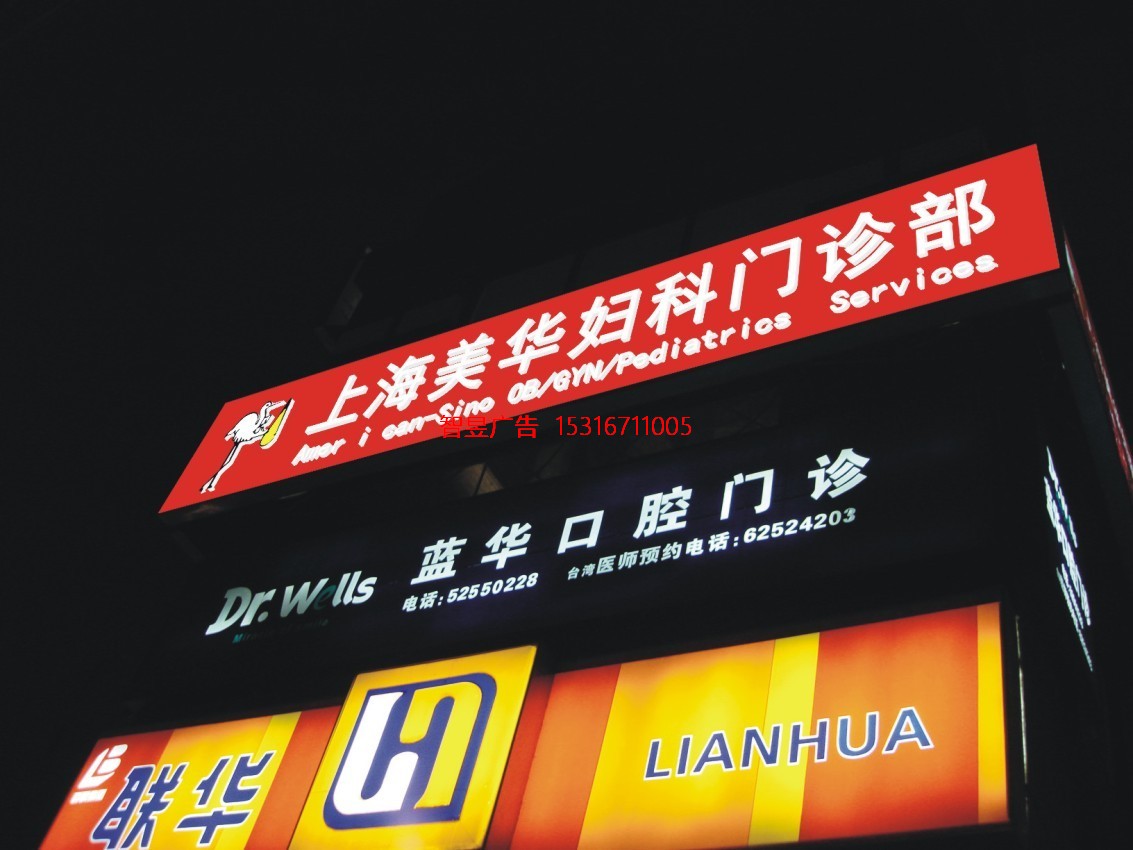 上海美华妇科门诊部
Amer i can-Sino OB/GYN/Pediatrics Services
智昱广告 15316711005
蓝华口腔门诊
Dr. Wells
电话:52550228 台湾医师预约电话:62524203
联华
LIANHUA